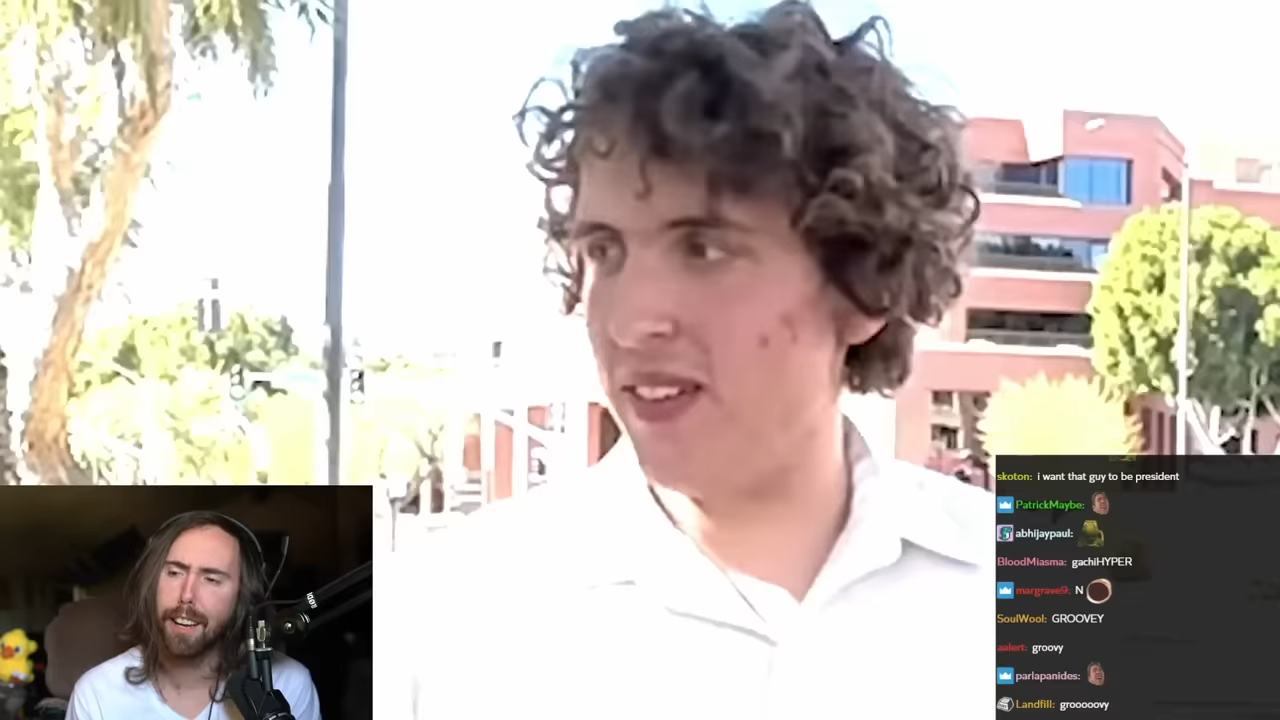 skoton: i want that guy to be president
PatrickMaybe:
abhijaypaul:
BloodMiasma: gachiHYPER
margrave9: N
SoulWool: GROOVEY
aalert: groovy
parlapanides:
Landfill: grooooovy